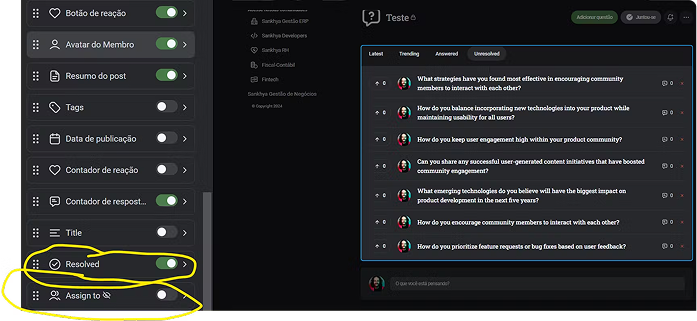 Botão de reação
Avatar do Membro
Resumo do post
Tags
Data de publicação
Contador de reação
Contador de respost...
Title
Resolved
Assign to
Sankhya Gestão ERP
Sankhya Developers
Sankhya RH
Fiscal-Contábil
Fintech
Sankhya Gestão de Negócios
© Copyright 2024
Teste
Adicionar questão
Juntou-se
Latest Trending Answered Unresolved
0 What strategies have you found most effective in encouraging community 0
members to interact with each other?
0 How do you balance incorporating new technologies into your product while 0
maintaining usability for all users?
0 How do you keep user engagement high within your product community? 0
0 Can you share any successful user-generated content initiatives that have boosted 0
community engagement?
0 What emerging technologies do you believe will have the biggest impact on 0
product development in the next five years?
0 How do you encourage community members to interact with each other? 0
0 How do you prioritize feature requests or bug fixes based on user feedback? 0
O que você está pensando?